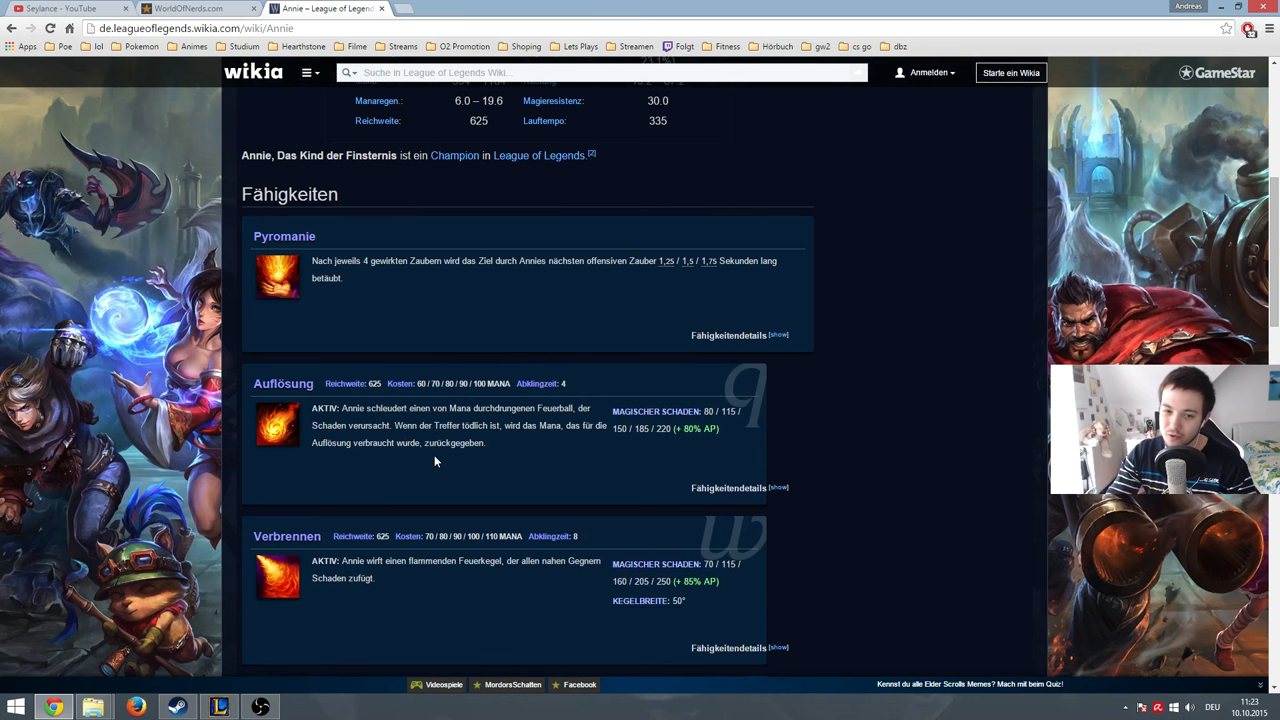 Seylance - YouTube
WorldOfNerds.com
Annie – League of Legend
Andreas
de.leagueoflegends.wikia.com/wiki/Annie
Apps Poe lol Pokemon Animes Studium Hearthstone Filme Streams O2 Promotion Shoping Lets Plays Streamen Folgt Fitness Hörbuch gw2 cs go dbz
23.1%)
wikia
Suche in League of Legends Wiki...
Anmelden
Starte ein Wikia
GameStar
Manaregen.: 6.0 – 19.6 Magieresistenz: 30.0
Reichweite: 625 Lauftempo: 335
Annie, Das Kind der Finsternis ist ein Champion in League of Legends.[2]
Fähigkeiten
Pyromanie
Nach jeweils 4 gewirkten Zaubern wird das Ziel durch Annies nächsten offensiven Zauber 1,25 / 1,5 / 1,75 Sekunden lang
betäubt.
Fähigkeitendetails [show]
Auflösung Reichweite: 625 Kosten: 60 / 70 / 80 / 90 / 100 MANA Abklingzeit: 4
q
AKTIV: Annie schleudert einen von Mana durchdrungenen Feuerball, der
Schaden verursacht. Wenn der Treffer tödlich ist, wird das Mana, das für die
Auflösung verbraucht wurde, zurückgegeben.
MAGISCHER SCHADEN: 80 / 115 /
150 / 185 / 220 (+ 80% AP)
Fähigkeitendetails [show]
Verbrennen Reichweite: 625 Kosten: 70 / 80 / 90 / 100 / 110 MANA Abklingzeit: 8
w
AKTIV: Annie wirft einen flammenden Feuerkegel, der allen nahen Gegnern
Schaden zufügt.
MAGISCHER SCHADEN: 70 / 115 /
160 / 205 / 250 (+ 85% AP)
KEGELBREITE: 50°
Fähigkeitendetails [show]
Videospiele MordorsSchatten Facebook
Kennst du alle Elder Scrolls Memes? Mach mit beim Quiz!
DEU
11:23
10.10.2015